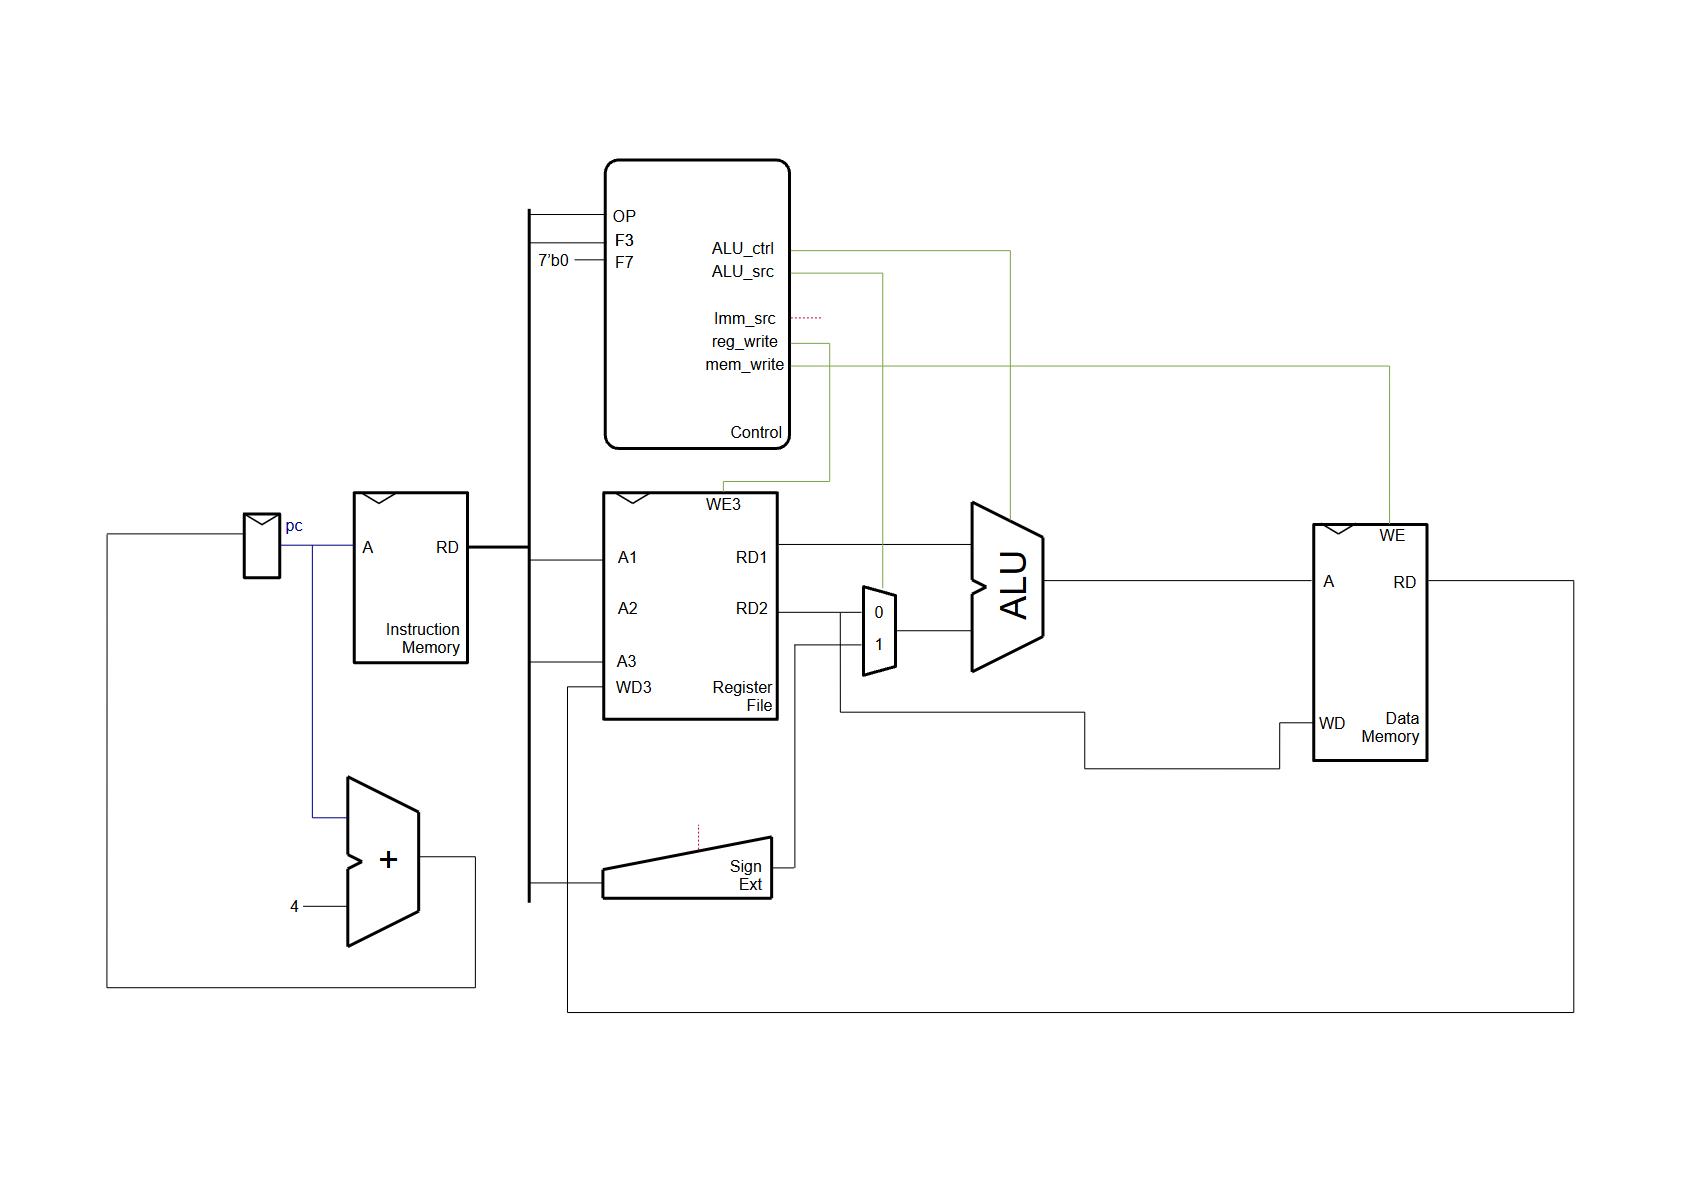 OP
F3
7'b0
F7
ALU_ctrl
ALU_src
Imm_src
reg_write
mem_write
Control
pc
A
RD
Instruction
Memory
WE3
A1
RD1
A2
RD2
A3
WD3
Register
File
0
1
ALU
WE
A
RD
WD
Data
Memory
+
4
Sign
Ext